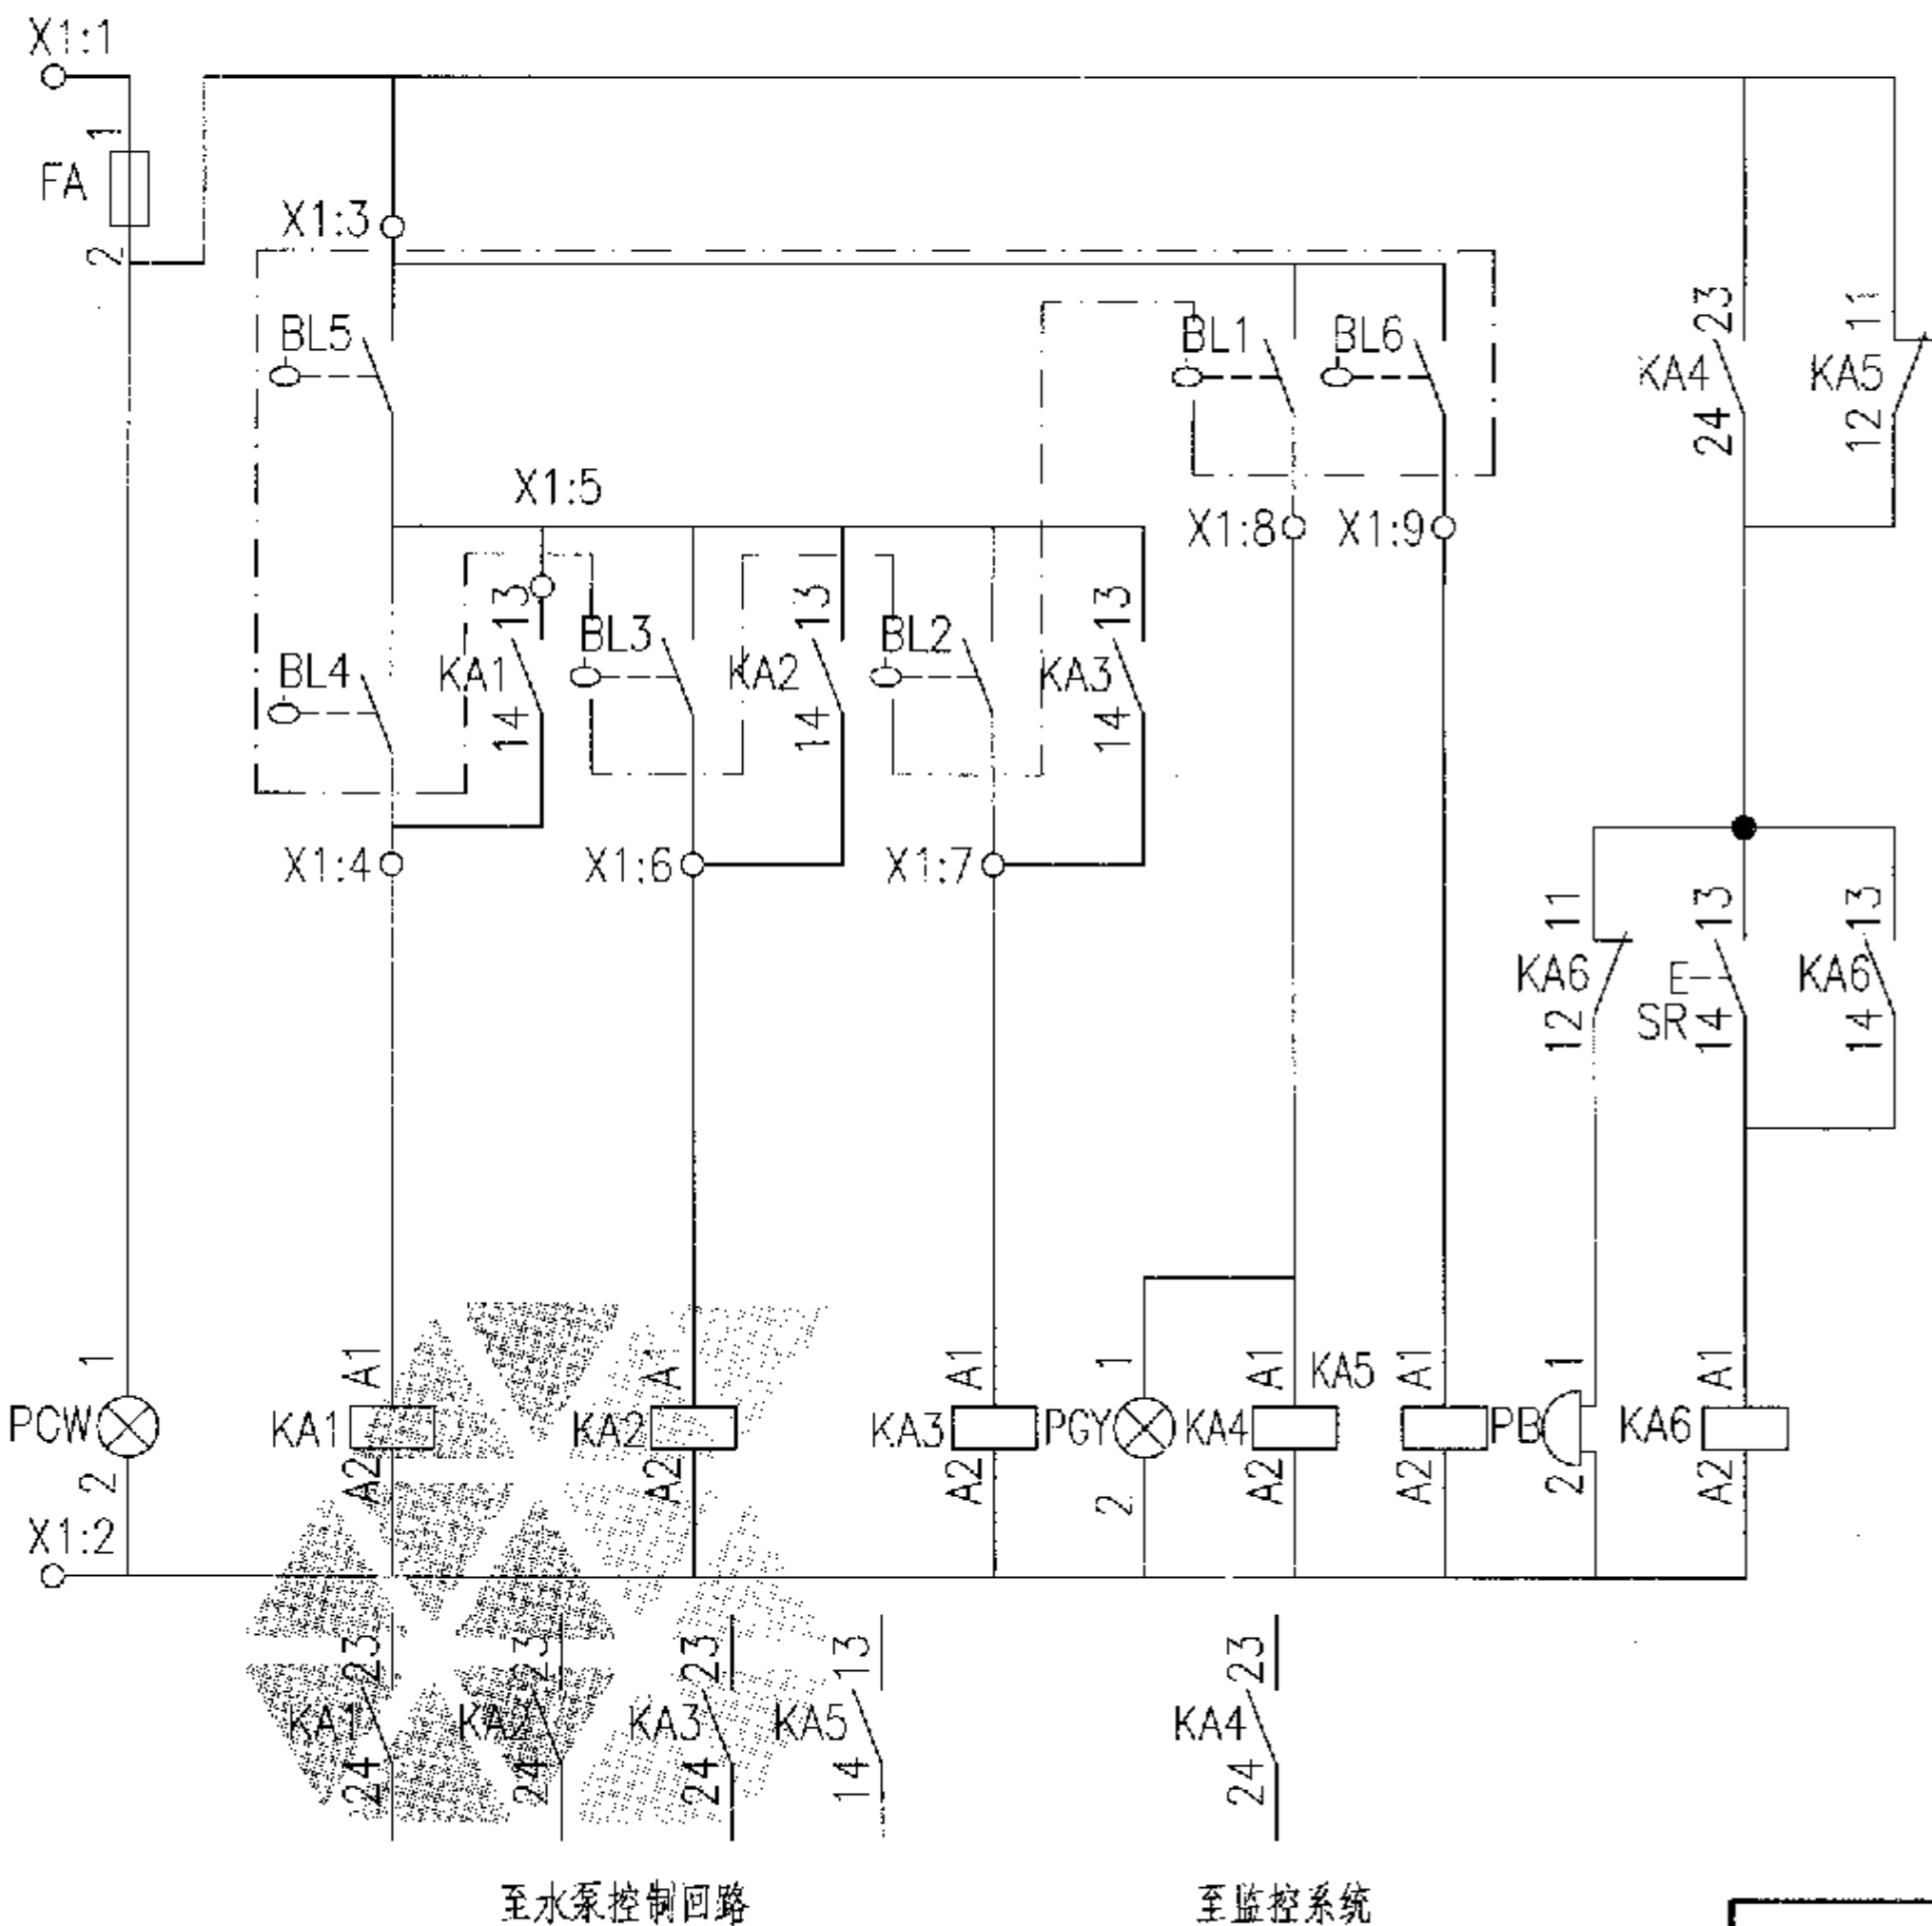 X1:1
1
FA
2
X1:3
BL5
BL1
BL6
23
KA4
24
11
KA5
12
X1:5
X1:8
X1:9
BL4
13
KA1
14
BL3
13
KA2
14
BL2
13
KA3
14
X1:4
X1:6
X1:7
11
KA6
12
13
E
SR
14
13
KA6
14
1
PGW
2
A1
KA1
A2
A1
KA2
A2
A1
KA3
A2
1
PGY
2
A1
KA4
A2
KA5
A1
A2
1
PB
2
A1
KA6
A2
X1:2
23
KA1
24
23
KA2
24
23
KA3
24
13
KA5
14
23
KA4
24
至水泵控制回路
至监控系统